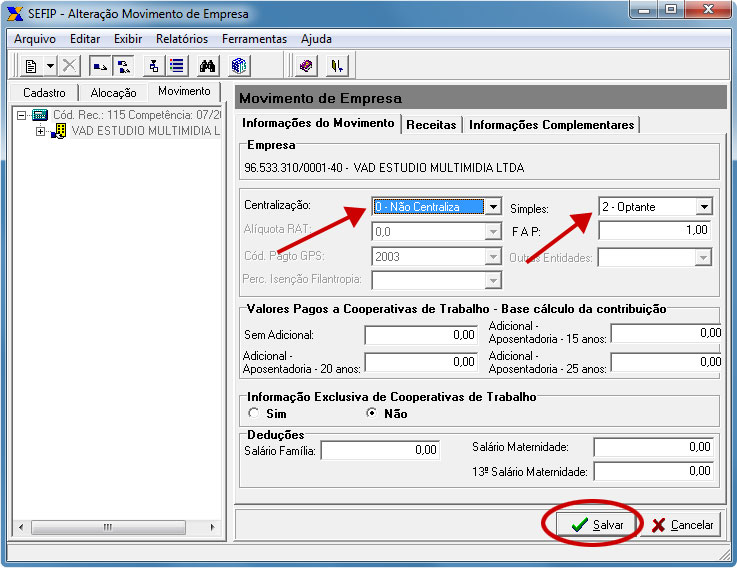 SEFIP - Alteração Movimento de Empresa
Arquivo Editar Exibir Relatórios Ferramentas Ajuda
Cadastro Alocação Movimento
Cód. Rec.: 115 Competência: 07/20
VAD ESTUDIO MULTIMIDIA L
Movimento de Empresa
Informações do Movimento Receitas Informações Complementares
Empresa
96.533.310/0001-40 - VAD ESTUDIO MULTIMIDIA LTDA
Centralização: 0 - Não Centraliza Simples: 2 - Optante
Alíquota RAT: 0,0 F A P: 1,00
Cód. Pagto GPS: 2003 Outras Entidades:
Perc. Isenção Filantropia:
Valores Pagos a Cooperativas de Trabalho - Base cálculo da contribuição
Sem Adicional: 0,00 Adicional - Aposentadoria - 15 anos: 0,00
Adicional - Aposentadoria - 20 anos: 0,00 Adicional - Aposentadoria - 25 anos: 0,00
Informação Exclusiva de Cooperativas de Trabalho
Sim Não
Deduções
Salário Família: 0,00 Salário Maternidade: 0,00
13º Salário Maternidade: 0,00
Salvar Cancelar